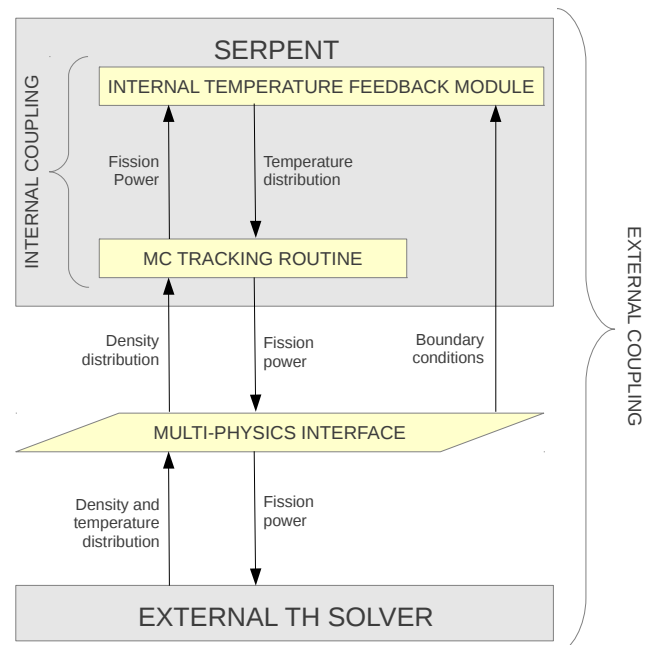 SERPENT
INTERNAL TEMPERATURE FEEDBACK MODULE
INTERNAL COUPLING
Fission
Power
Temperature
distribution
MC TRACKING ROUTINE
EXTERNAL COUPLING
Density
distribution
Fission
power
Boundary
conditions
MULTI-PHYSICS INTERFACE
Density and
temperature
distribution
Fission
power
EXTERNAL TH SOLVER